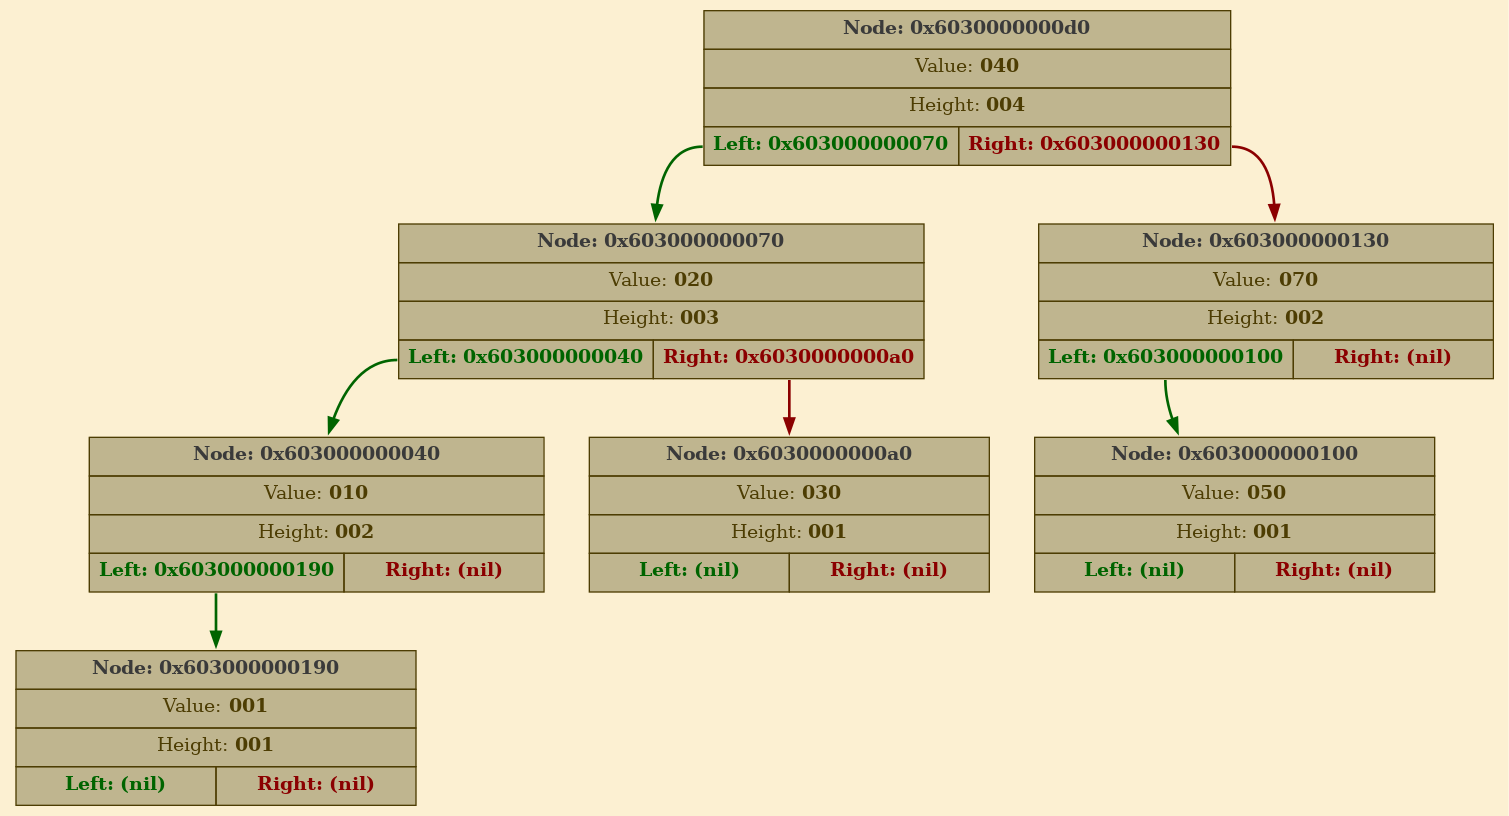 Node: 0x6030000000d0
Value: 040
Height: 004
Left: 0x603000000070 Right: 0x603000000130
Node: 0x603000000070
Value: 020
Height: 003
Left: 0x603000000040 Right: 0x6030000000a0
Node: 0x603000000130
Value: 070
Height: 002
Left: 0x603000000100 Right: (nil)
Node: 0x603000000040
Value: 010
Height: 002
Left: 0x603000000190 Right: (nil)
Node: 0x6030000000a0
Value: 030
Height: 001
Left: (nil) Right: (nil)
Node: 0x603000000100
Value: 050
Height: 001
Left: (nil) Right: (nil)
Node: 0x603000000190
Value: 001
Height: 001
Left: (nil) Right: (nil)